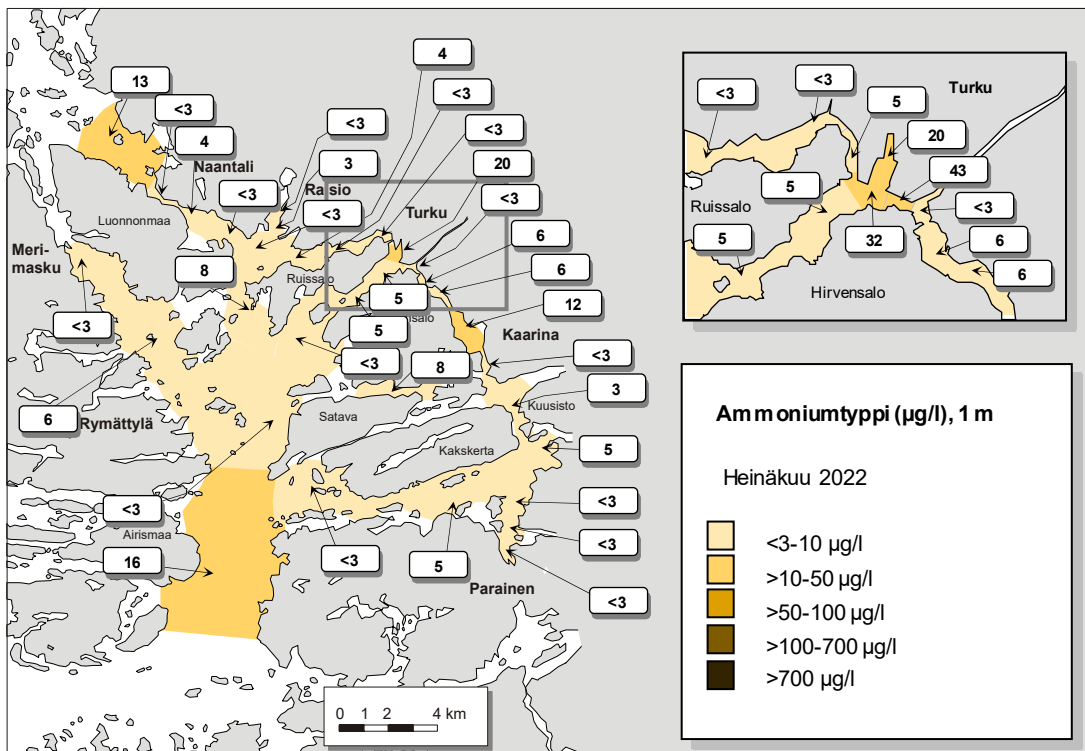 4
13
<3
<3
<3
4
Naantali
<3
3
20
Raisio
<3
<3
Turku
<3
Luonnonmaa
Meri-
masku
6
8
Ruissalo
6
5
12
<3
5
Kaarina
<3
8
<3
6
Rymättylä
Satava
3
Kuusisto
Kakskerta
5
<3
<3
Airismaa
<3
5
<3
16
Parainen
<3
0 1 2 4 km
<3
<3
5
Turku
20
43
5
Ruissalo
<3
5
32
6
Hirvensalo
6
Ammoniumtyppi (µg/l), 1 m
Heinäkuu 2022
<3-10 µg/l
>10-50 µg/l
>50-100 µg/l
>100-700 µg/l
>700 µg/l